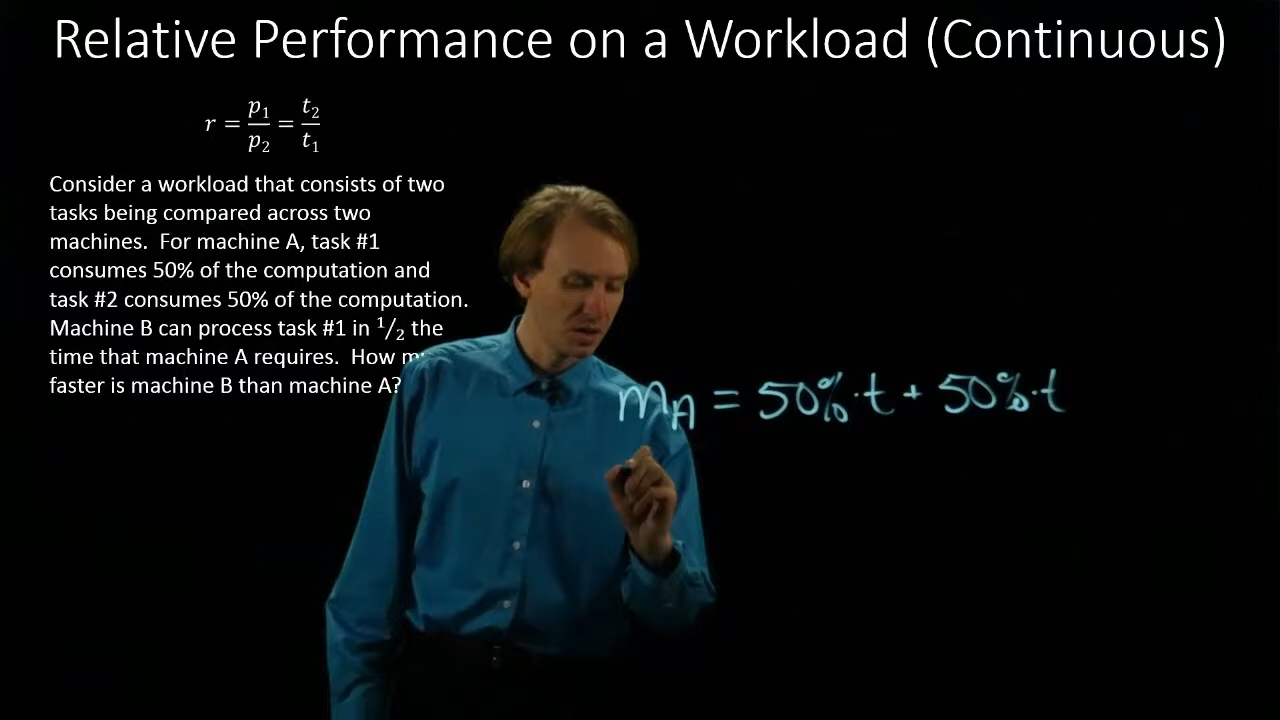 Relative Performance on a Workload (Continuous)
r = p₁/p₂ = t₂/t₁
Consider a workload that consists of two
tasks being compared across two
machines. For machine A, task #1
consumes 50% of the computation and
task #2 consumes 50% of the computation.
Machine B can process task #1 in ¹/₂ the
time that machine A requires. How
faster is machine B than machine A?
m_A = 50%·t + 50%·t